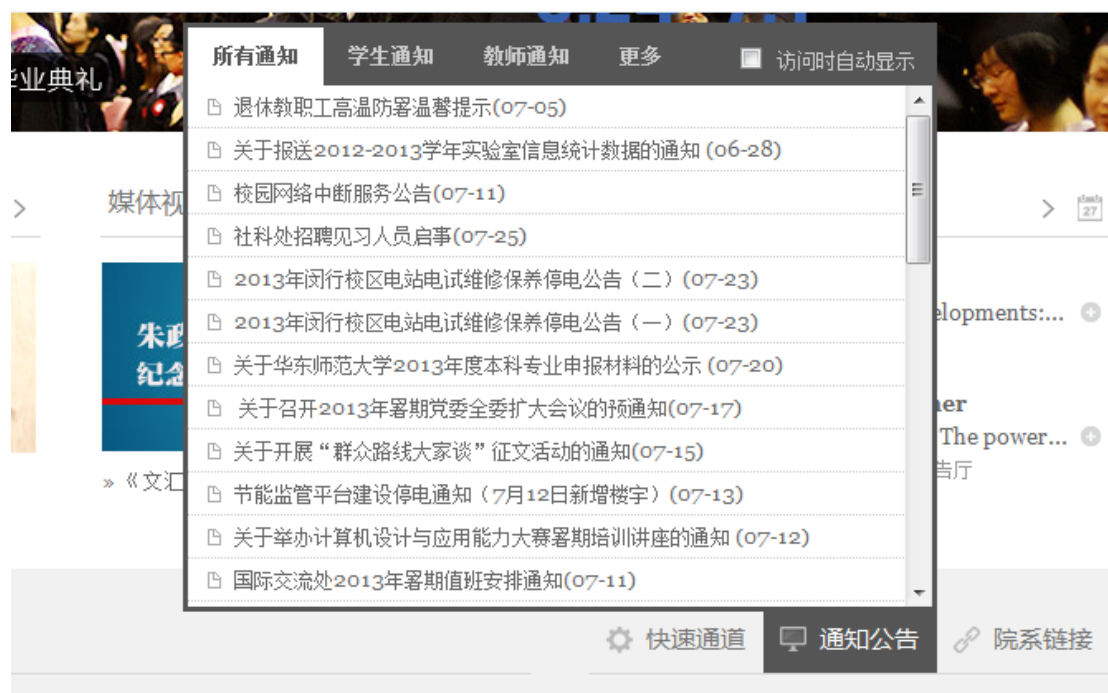 所有通知 学生通知 教师通知 更多 访问时自动显示
业典礼
退休教职工高温防署温馨提示(07-05)
关于报送2012-2013学年实验室信息统计数据的通知 (06-28)
校园网络中断服务公告(07-11)
媒体视
27
社科处招聘见习人员启事(07-25)
2013年闵行校区电站电试维修保养停电公告（二）(07-23)
elopments:...
2013年闵行校区电站电试维修保养停电公告（一）(07-23)
朱政
纪念
关于华东师范大学2013年度本科专业申报材料的公示 (07-20)
关于召开2013年署期党委全委扩大会议的预通知(07-17)
ner
The power...
关于开展“群众路线大家谈”征文活动的通知(07-15)
告厅
» 《文汇
节能监管平台建设停电通知（7月12日新增楼宇）(07-13)
关于举办计算机设计与应用能力大赛署期培训讲座的通知 (07-12)
国际交流处2013年署期值班安排通知(07-11)
快速通道 通知公告 院系链接